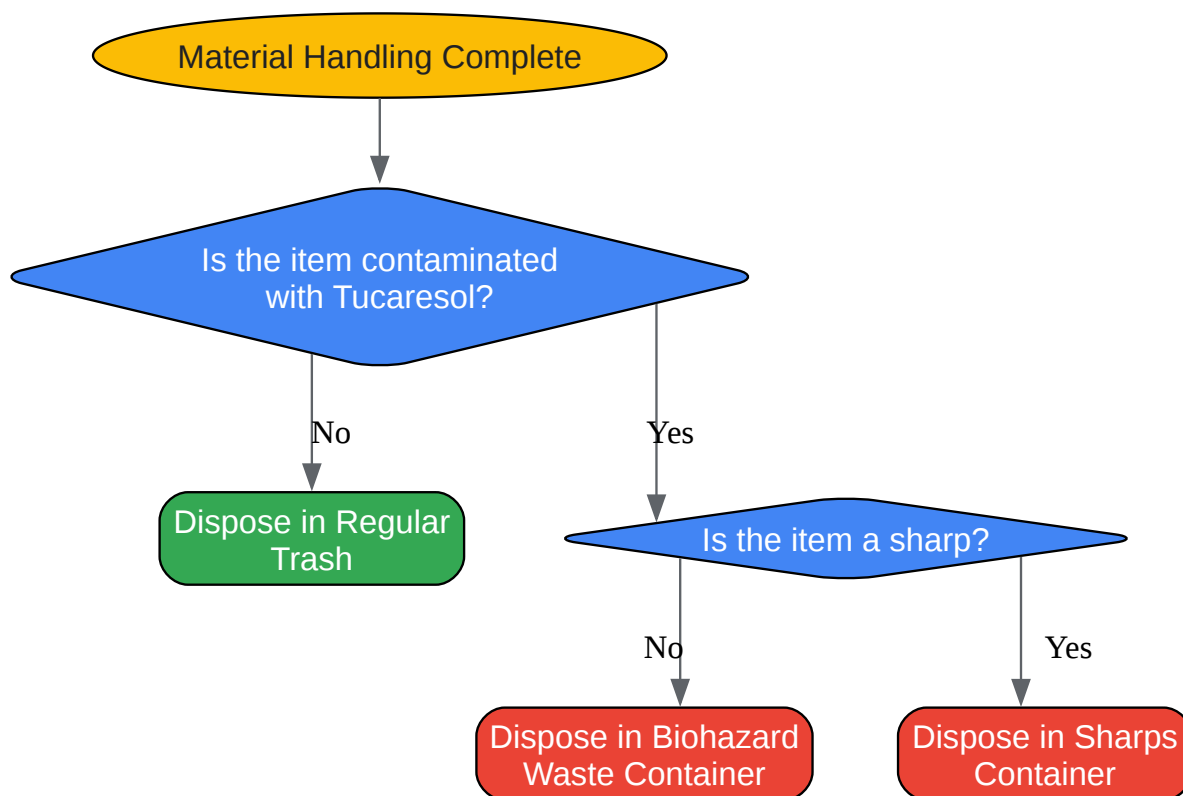 Material Handling Complete
Is the item contaminated
with Tucaresol?
No
Yes
Dispose in Regular
Trash
Is the item a sharp?
No
Yes
Dispose in Biohazard
Waste Container
Dispose in Sharps
Container